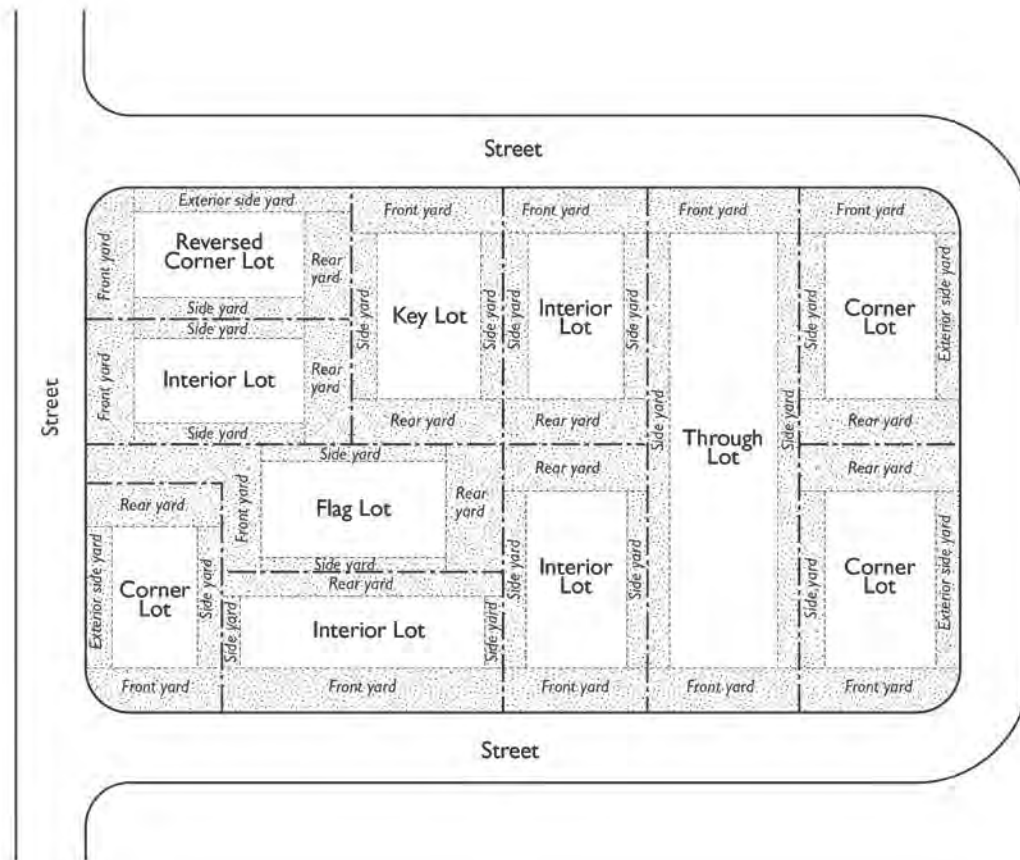 Street
Exterior side yard
Front yard
Front yard
Front yard
Front yard
Front yard
Reversed
Corner Lot
Rear
yard
Side yard
Side yard
Key Lot
Side yard
Side yard
Side yard
Interior
Lot
Side yard
Side yard
Corner
Lot
Exterior side yard
Side yard
Front yard
Interior Lot
Rear
yard
Side yard
Street
Rear yard
Rear yard
Side yard
Through
Lot
Side yard
Rear yard
Side yard
Rear yard
Rear yard
Rear yard
Front yard
Flag Lot
Rear
yard
Side yard
Rear yard
Exterior side yard
Corner
Lot
Side yard
Side yard
Interior Lot
Side yard
Side yard
Interior
Lot
Side yard
Side yard
Corner
Lot
Exterior side yard
Front yard
Front yard
Front yard
Front yard
Front yard
Street